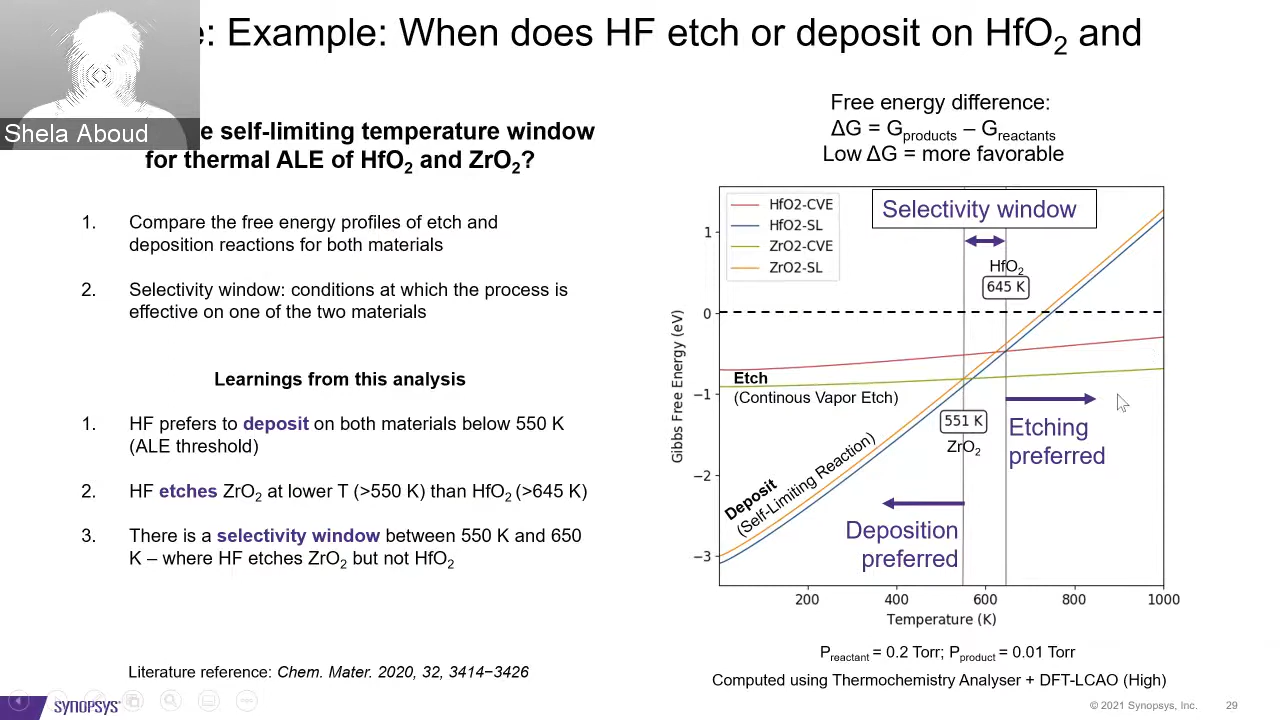 e: Example: When does HF etch or deposit on HfO2 and
Shela Aboud
e self-limiting temperature window
for thermal ALE of HfO2 and ZrO2?
1. Compare the free energy profiles of etch and
deposition reactions for both materials
2. Selectivity window: conditions at which the process is
effective on one of the two materials
Learnings from this analysis
1. HF prefers to deposit on both materials below 550 K
(ALE threshold)
2. HF etches ZrO2 at lower T (>550 K) than HfO2 (>645 K)
3. There is a selectivity window between 550 K and 650
K – where HF etches ZrO2 but not HfO2
Literature reference: Chem. Mater. 2020, 32, 3414−3426
Free energy difference:
ΔG = Gproducts – Greactants
Low ΔG = more favorable
HfO2-CVE
HfO2-SL
ZrO2-CVE
ZrO2-SL
Selectivity window
HfO2
645 K
Etch
(Continous Vapor Etch)
551 K
ZrO2
Etching
preferred
Deposit
(Self-Limiting Reaction)
Deposition
preferred
Gibbs Free Energy (eV)
1
0
−1
−2
−3
200 400 600 800 1000
Temperature (K)
Preactant = 0.2 Torr; Pproduct = 0.01 Torr
Computed using Thermochemistry Analyser + DFT-LCAO (High)
SYNOPSYS
© 2021 Synopsys, Inc. 29